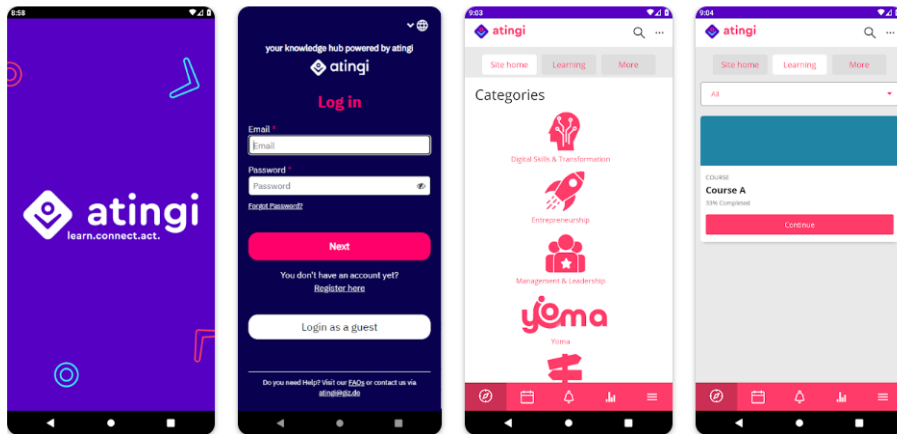 8:58
atingi
learn.connect.act.
your knowledge hub powered by atingi
atingi
Log in
Email *
Email
Password *
Password
Forgot Password?
Next
You don't have an account yet?
Register here
Login as a guest
Do you need Help? Visit our FAQs or contact us via
atingi@giz.de
9:03
atingi
Site home Learning More
Categories
Digital Skills & Transformation
Entrepreneurship
Management & Leadership
yoma
Yoma
9:04
atingi
Site home Learning More
All
COURSE
Course A
33% Completed
Continue